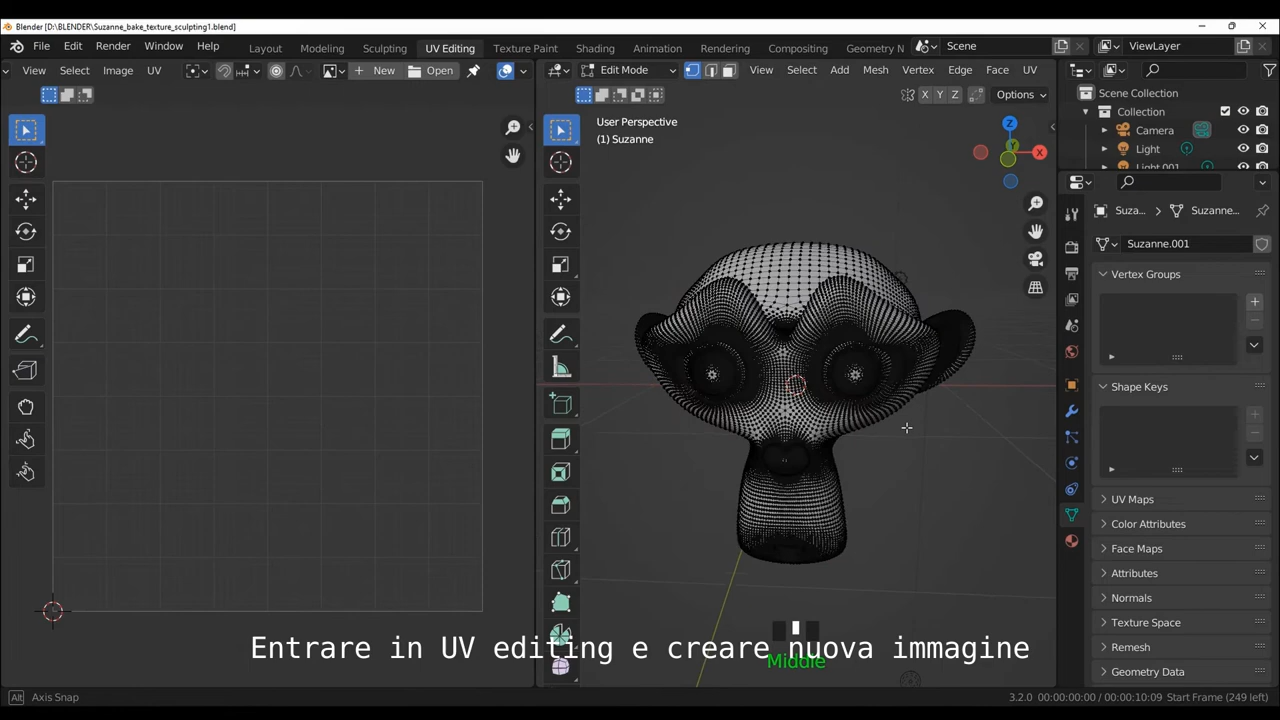 Blender [D:\BLENDER\Suzanne_bake_texture_sculpting1.blend]
File Edit Render Window Help
Layout Modeling Sculpting UV Editing Texture Paint Shading Animation Rendering Compositing Geometry N
Scene
ViewLayer
View Select Image UV
New
Open
Edit Mode
View Select Add Mesh Vertex Edge Face UV
X Y Z
Options
User Perspective
(1) Suzanne
Z
Y
X
Scene Collection
Collection
Camera
Light
Light.001
Suza...
Suzanne...
Suzanne.001
Vertex Groups
Shape Keys
UV Maps
Color Attributes
Face Maps
Attributes
Normals
Texture Space
Remesh
Geometry Data
Entrare in UV editing e creare nuova immagine
Middle
Alt Axis Snap
3.2.0 00:00:00:00 / 00:00:10:09 Start Frame (249 left)